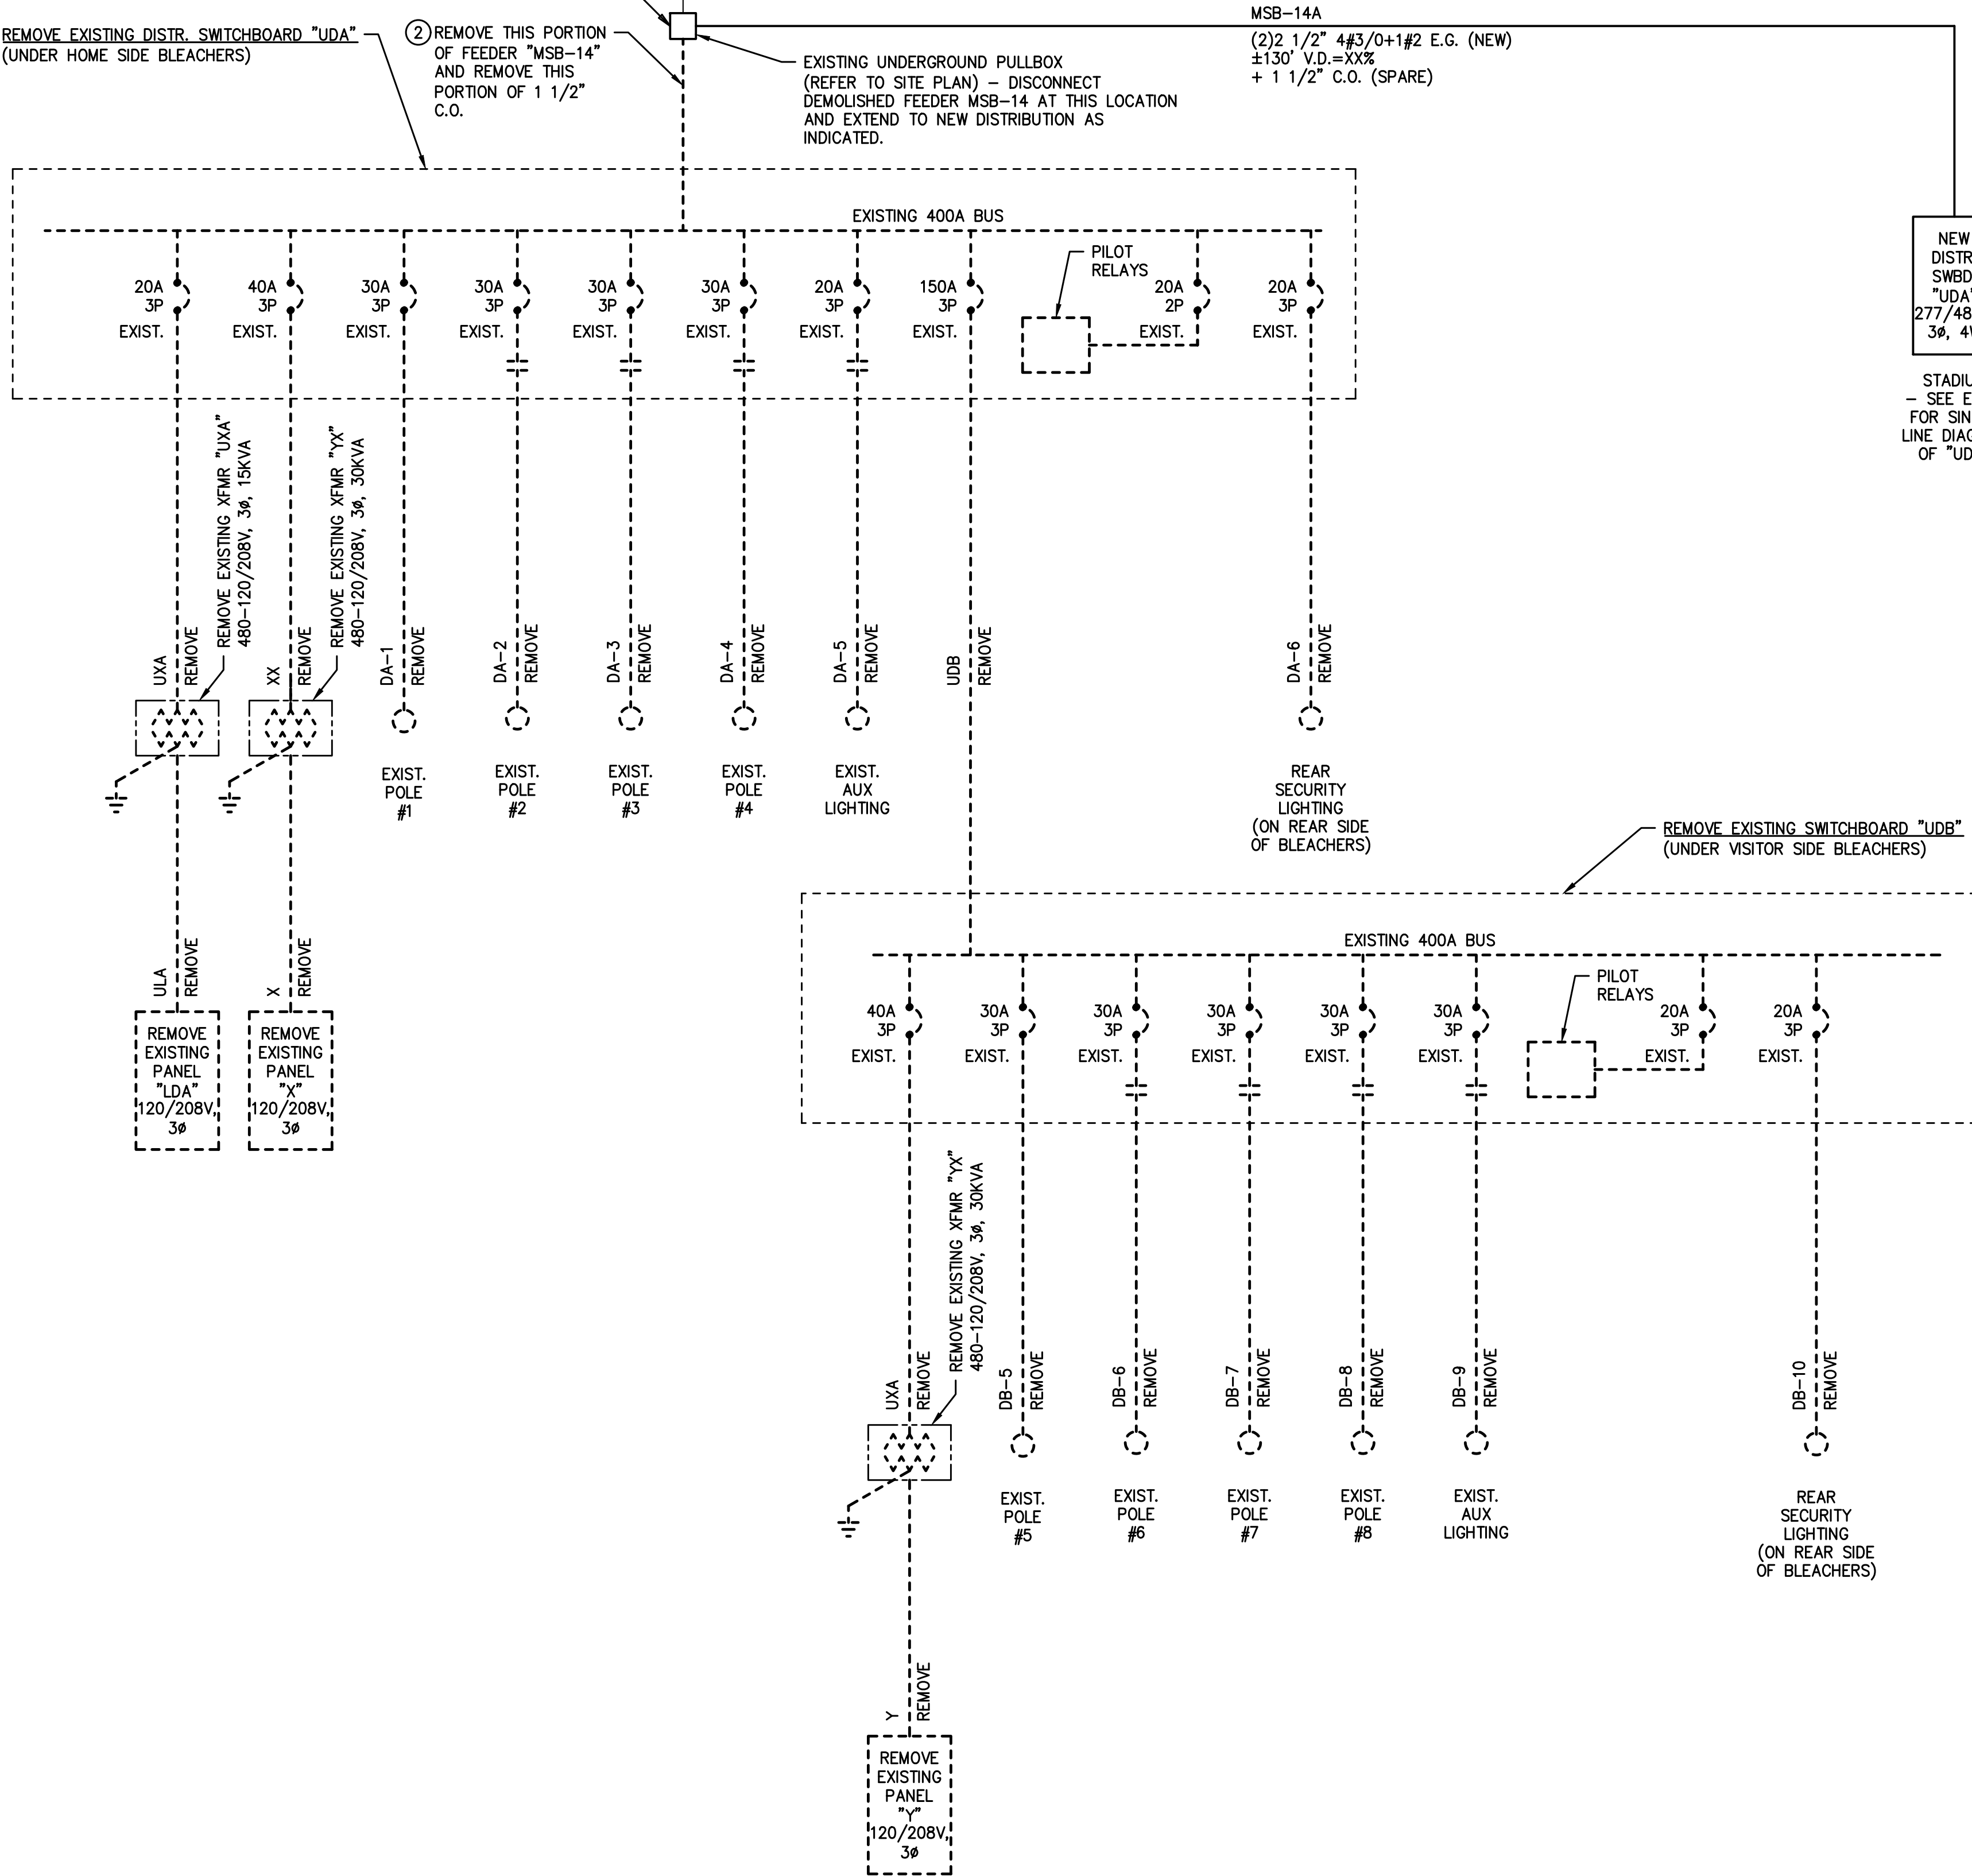 REMOVE EXISTING DISTR. SWITCHBOARD "UDA"
(UNDER HOME SIDE BLEACHERS)
2
REMOVE THIS PORTION
OF FEEDER "MSB-14"
AND REMOVE THIS
PORTION OF 1 1/2"
C.O.
EXISTING UNDERGROUND PULLBOX
(REFER TO SITE PLAN) - DISCONNECT
DEMOLISHED FEEDER MSB-14 AT THIS LOCATION
AND EXTEND TO NEW DISTRIBUTION AS
INDICATED.
MSB-14A
(2)2 1/2" 4#3/0+1#2 E.G. (NEW)
±130' V.D.=XX%
+ 1 1/2" C.O. (SPARE)
NEW
DISTR
SWBD
"UDA"
277/48
3ø, 4W
STADIU
- SEE E
FOR SIN
LINE DIAG
OF "UD
EXISTING 400A BUS
20A
3P
EXIST.
40A
3P
EXIST.
30A
3P
EXIST.
30A
3P
EXIST.
30A
3P
EXIST.
30A
3P
EXIST.
20A
3P
EXIST.
150A
3P
EXIST.
PILOT
RELAYS
20A
2P
EXIST.
20A
3P
EXIST.
UXA
REMOVE
REMOVE EXISTING XFMR "UXA"
480-120/208V, 3ø, 15KVA
XX
REMOVE
REMOVE EXISTING XFMR "YX"
480-120/208V, 3ø, 30KVA
DA-1
REMOVE
DA-2
REMOVE
DA-3
REMOVE
DA-4
REMOVE
DA-5
REMOVE
UDB
REMOVE
DA-6
REMOVE
EXIST.
POLE
#1
EXIST.
POLE
#2
EXIST.
POLE
#3
EXIST.
POLE
#4
EXIST.
AUX
LIGHTING
REAR
SECURITY
LIGHTING
(ON REAR SIDE
OF BLEACHERS)
ULA
REMOVE
X
REMOVE
REMOVE
EXISTING
PANEL
"LDA"
120/208V,
3ø
REMOVE
EXISTING
PANEL
"X"
120/208V,
3ø
REMOVE EXISTING SWITCHBOARD "UDB"
(UNDER VISITOR SIDE BLEACHERS)
EXISTING 400A BUS
40A
3P
EXIST.
30A
3P
EXIST.
30A
3P
EXIST.
30A
3P
EXIST.
30A
3P
EXIST.
30A
3P
EXIST.
PILOT
RELAYS
20A
3P
EXIST.
20A
3P
EXIST.
UXA
REMOVE
REMOVE EXISTING XFMR "YX"
480-120/208V, 3ø, 30KVA
DB-5
REMOVE
DB-6
REMOVE
DB-7
REMOVE
DB-8
REMOVE
DB-9
REMOVE
DB-10
REMOVE
EXIST.
POLE
#5
EXIST.
POLE
#6
EXIST.
POLE
#7
EXIST.
POLE
#8
EXIST.
AUX
LIGHTING
REAR
SECURITY
LIGHTING
(ON REAR SIDE
OF BLEACHERS)
Y
REMOVE
REMOVE
EXISTING
PANEL
"Y"
120/208V,
3ø